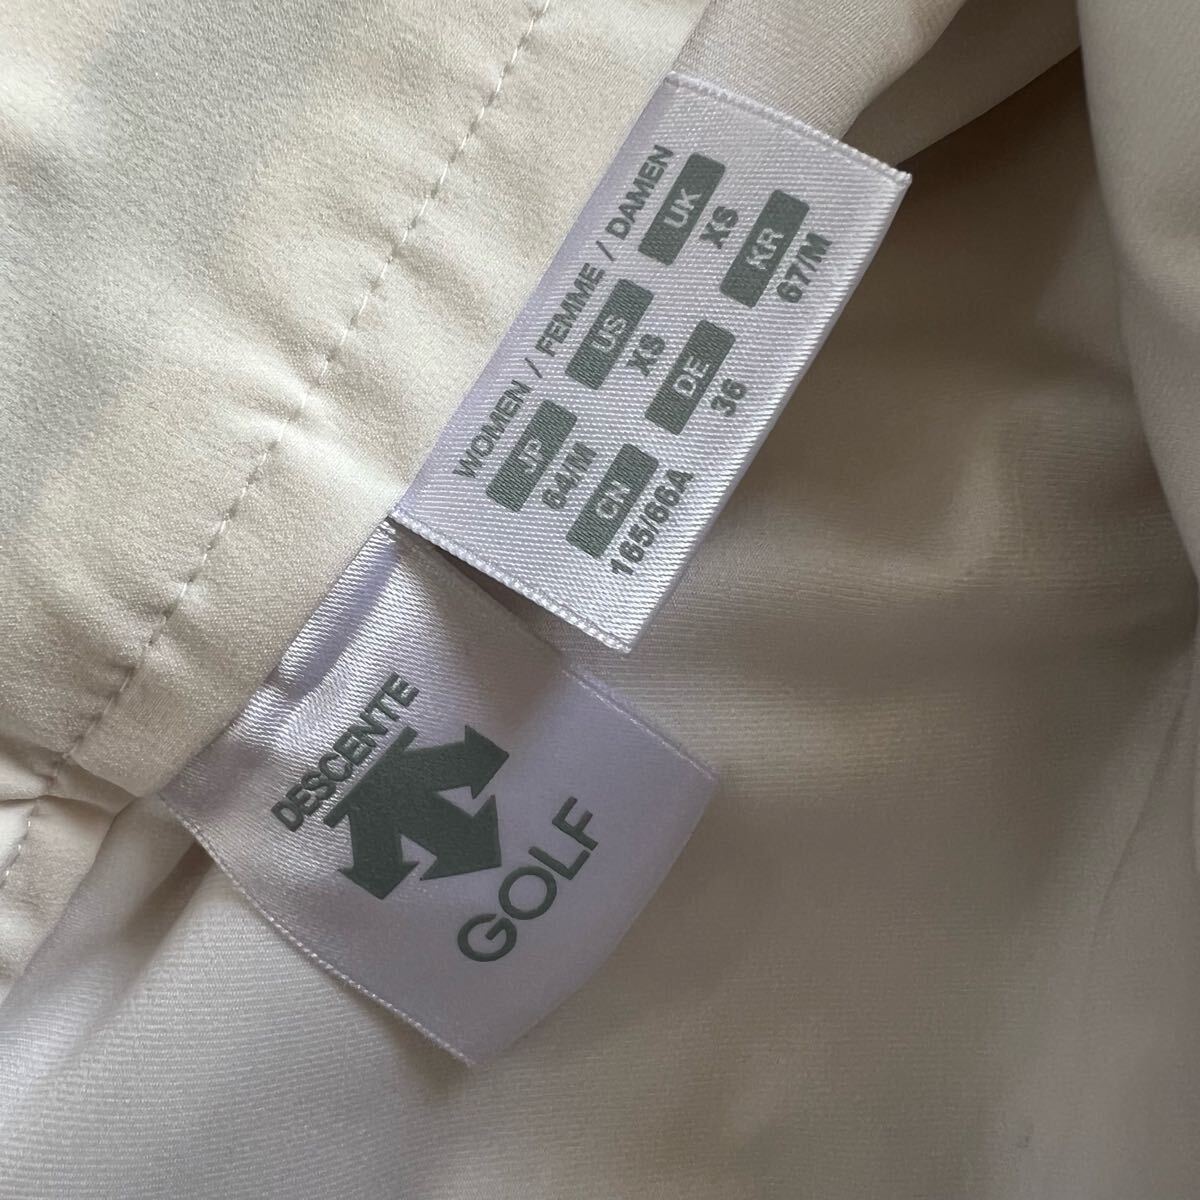 WOMEN / FEMME / DAMEN
JP US UK
64/M XS XS
CN DE KR
165/66A 36 67/M
DESCENTE
GOLF